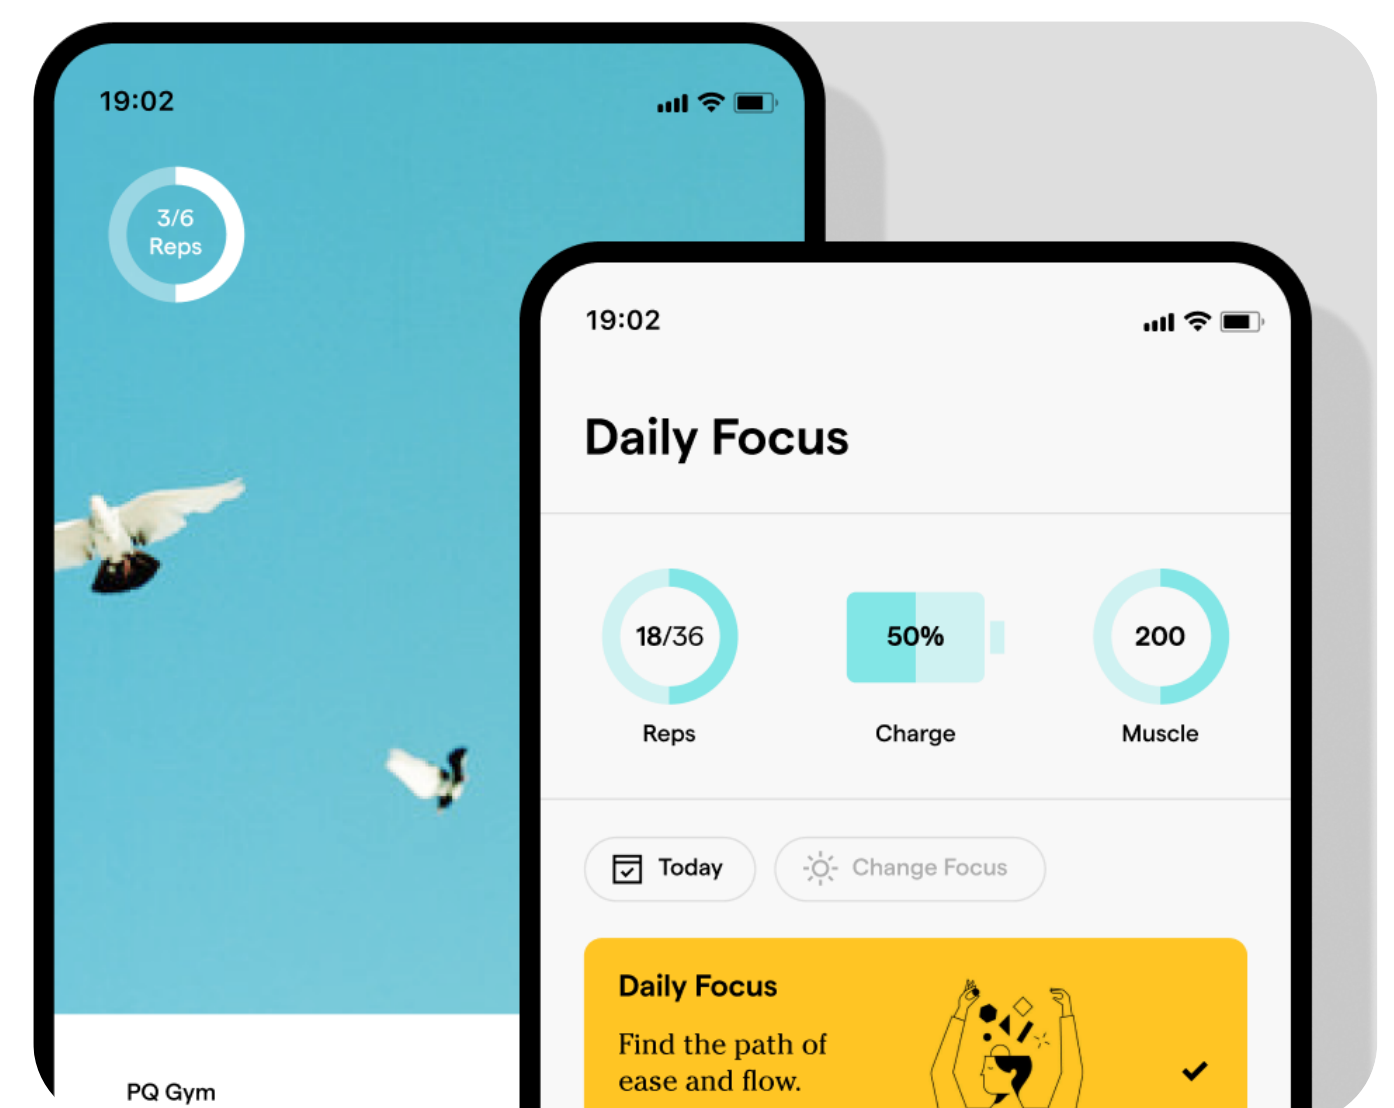 19:02
3/6
Reps
PQ Gym
19:02
Daily Focus
18/36
50%
200
Reps
Charge
Muscle
Today
Change Focus
Daily Focus
Find the path of
ease and flow.